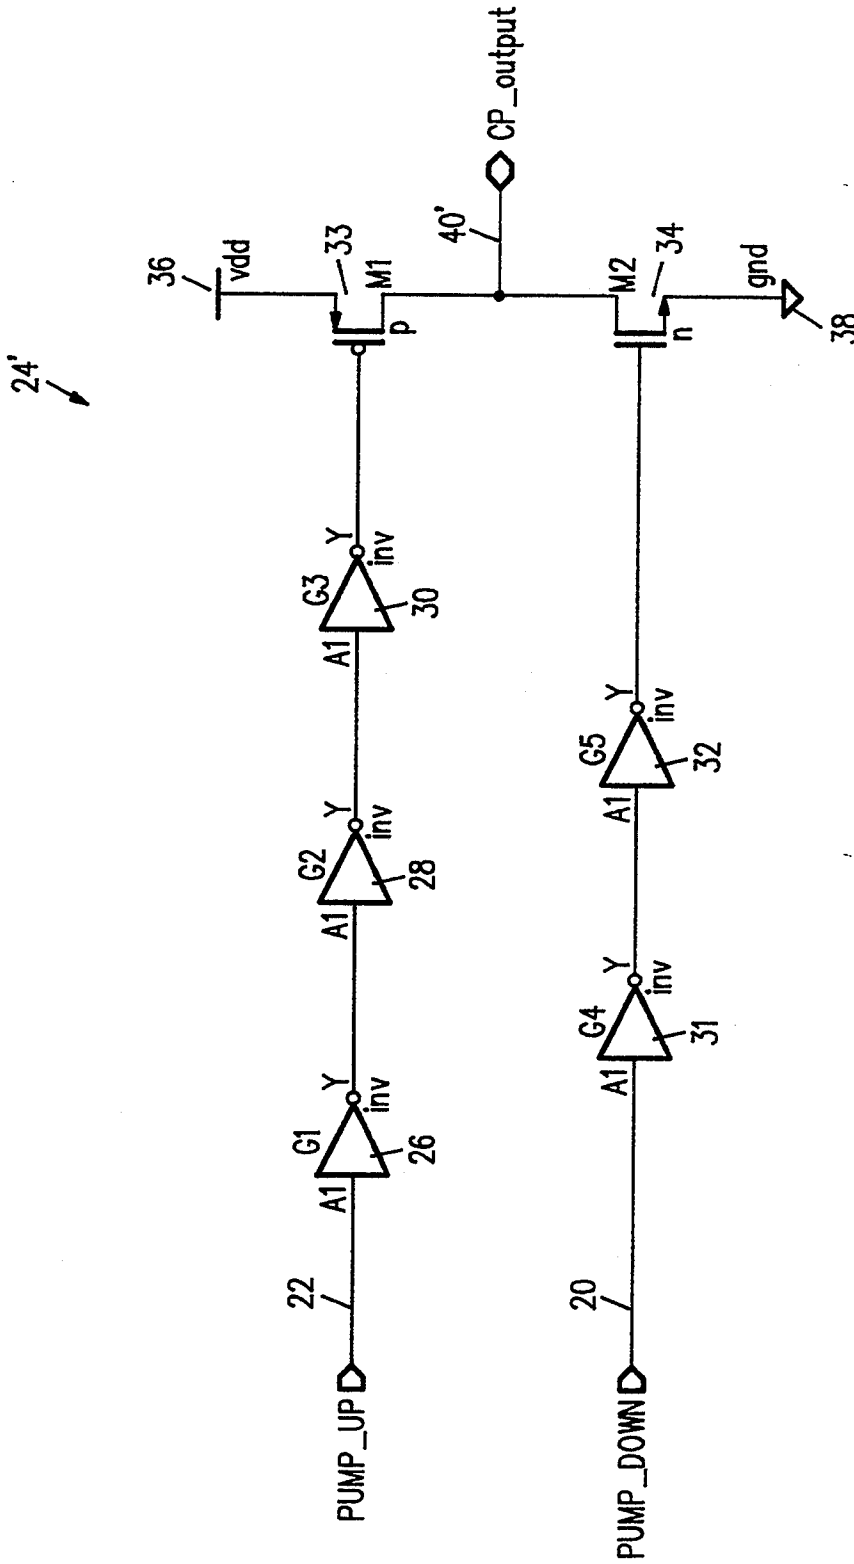 24'
36
vdd
33
M1
p
40'
CP_output
M2
34
n
gnd
38
PUMP_UP
22
A1
G1
Y
inv
26
A1
G2
Y
inv
28
A1
G3
Y
inv
30
PUMP_DOWN
20
A1
G4
Y
inv
31
A1
G5
Y
inv
32